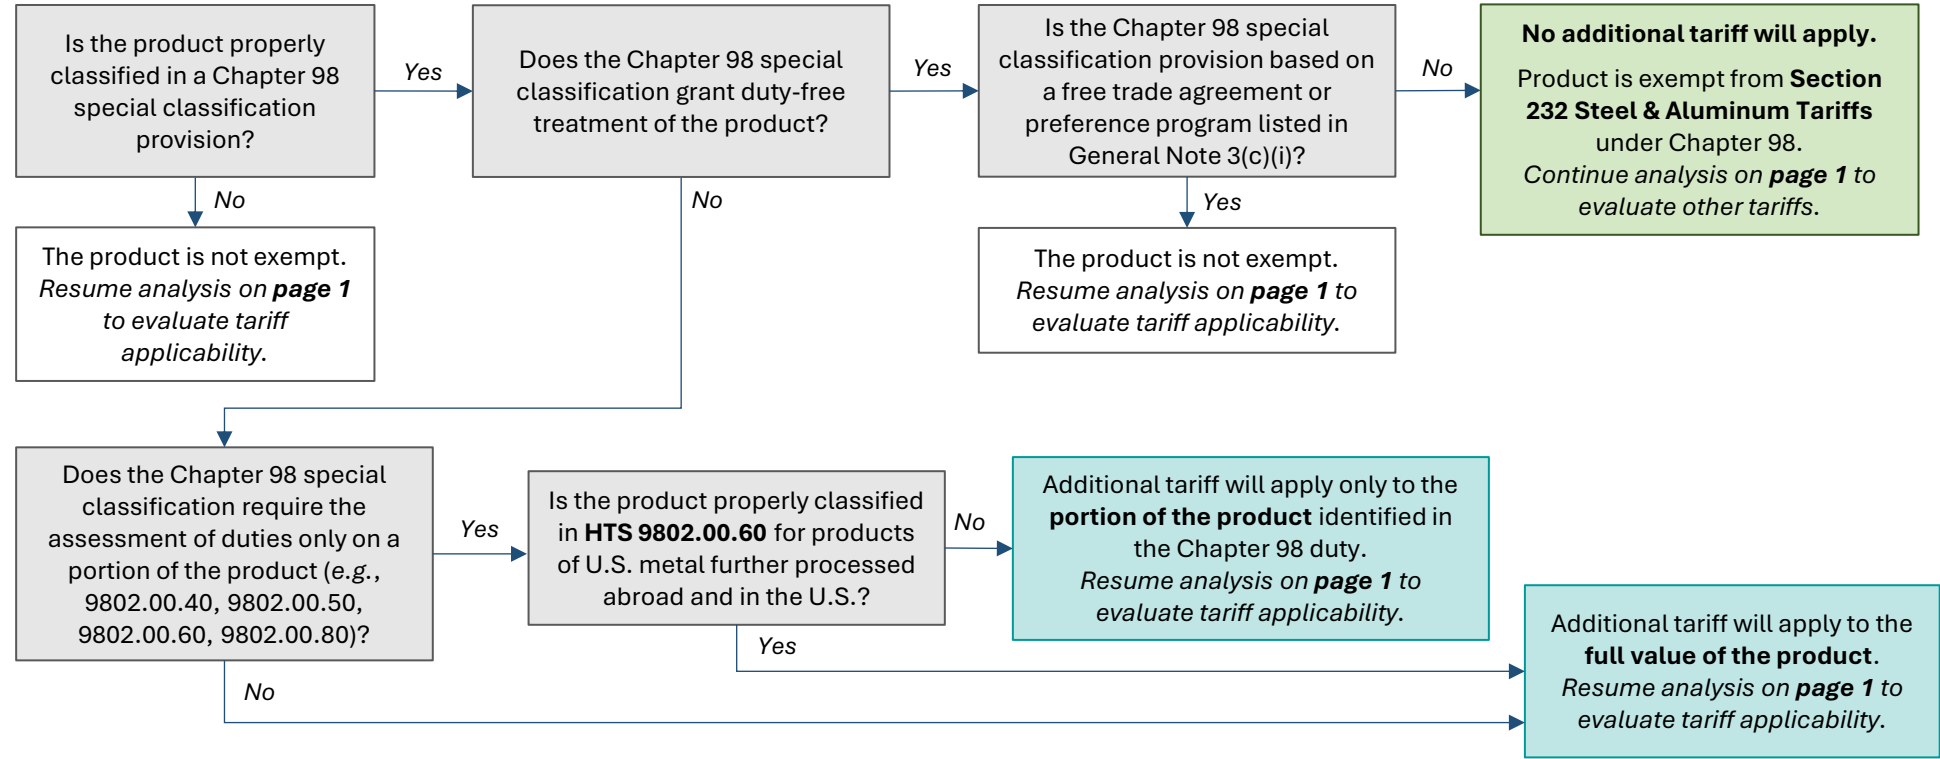 Is the product properly
classified in a Chapter 98
special classification
provision?
Yes
Does the Chapter 98 special
classification grant duty-free
treatment of the product?
Yes
Is the Chapter 98 special
classification provision based on
a free trade agreement or
preference program listed in
General Note 3(c)(i)?
No
No additional tariff will apply.
Product is exempt from Section
232 Steel & Aluminum Tariffs
under Chapter 98.
Continue analysis on page 1 to
evaluate other tariffs.
No
The product is not exempt.
Resume analysis on page 1
to evaluate tariff
applicability.
No
Yes
The product is not exempt.
Resume analysis on page 1 to
evaluate tariff applicability.
Does the Chapter 98 special
classification require the
assessment of duties only on a
portion of the product (e.g.,
9802.00.40, 9802.00.50,
9802.00.60, 9802.00.80)?
Yes
Is the product properly classified
in HTS 9802.00.60 for products
of U.S. metal further processed
abroad and in the U.S.?
No
Additional tariff will apply only to the
portion of the product identified in
the Chapter 98 duty.
Resume analysis on page 1 to
evaluate tariff applicability.
Yes
No
Additional tariff will apply to the
full value of the product.
Resume analysis on page 1 to
evaluate tariff applicability.